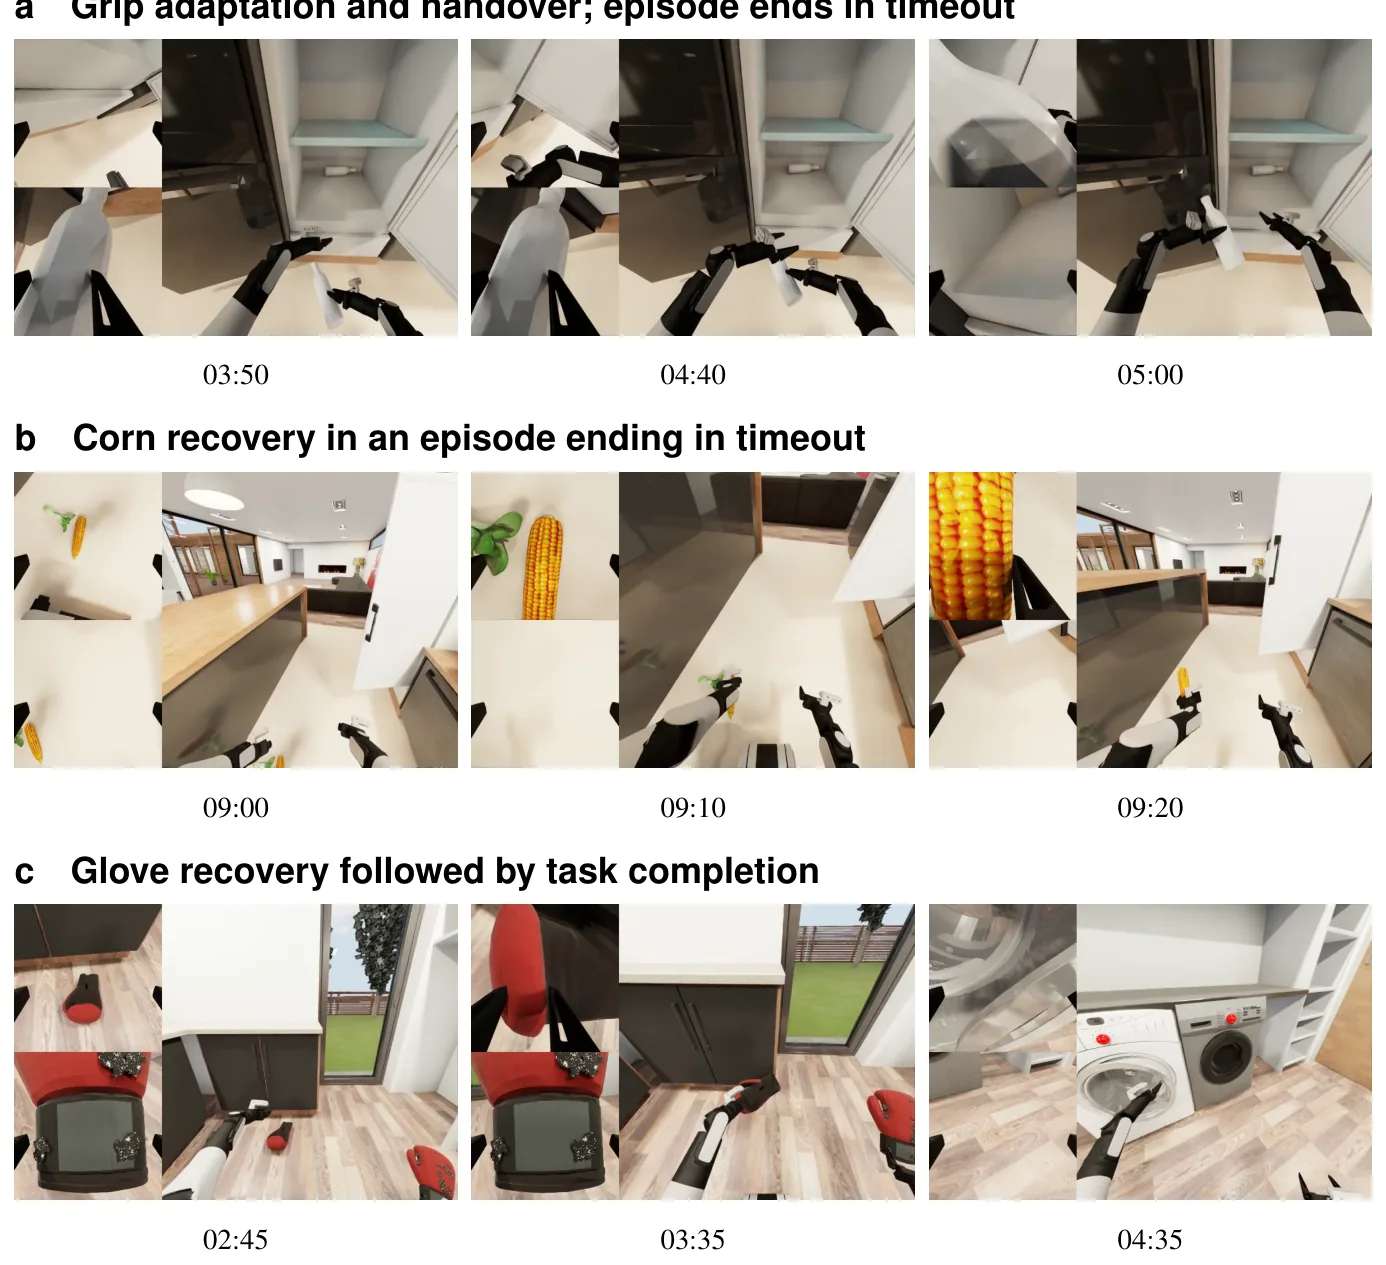 a Grip adaptation and handover; episode ends in timeout
03:50 04:40 05:00
b Corn recovery in an episode ending in timeout
09:00 09:10 09:20
c Glove recovery followed by task completion
02:45 03:35 04:35